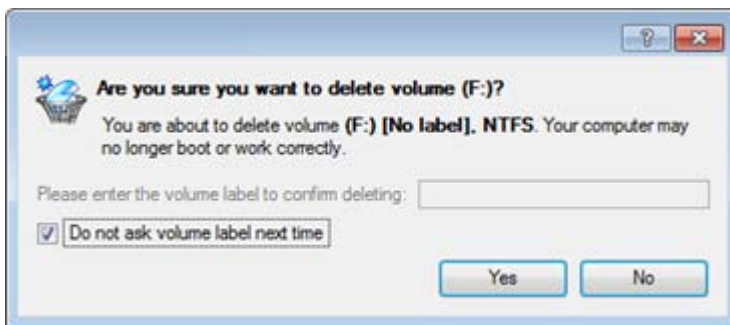 Are you sure you want to delete volume (F:)?
You are about to delete volume (F:) [No label], NTFS. Your computer may
no longer boot or work correctly.
Please enter the volume label to confirm deleting:
Do not ask volume label next time
Yes No